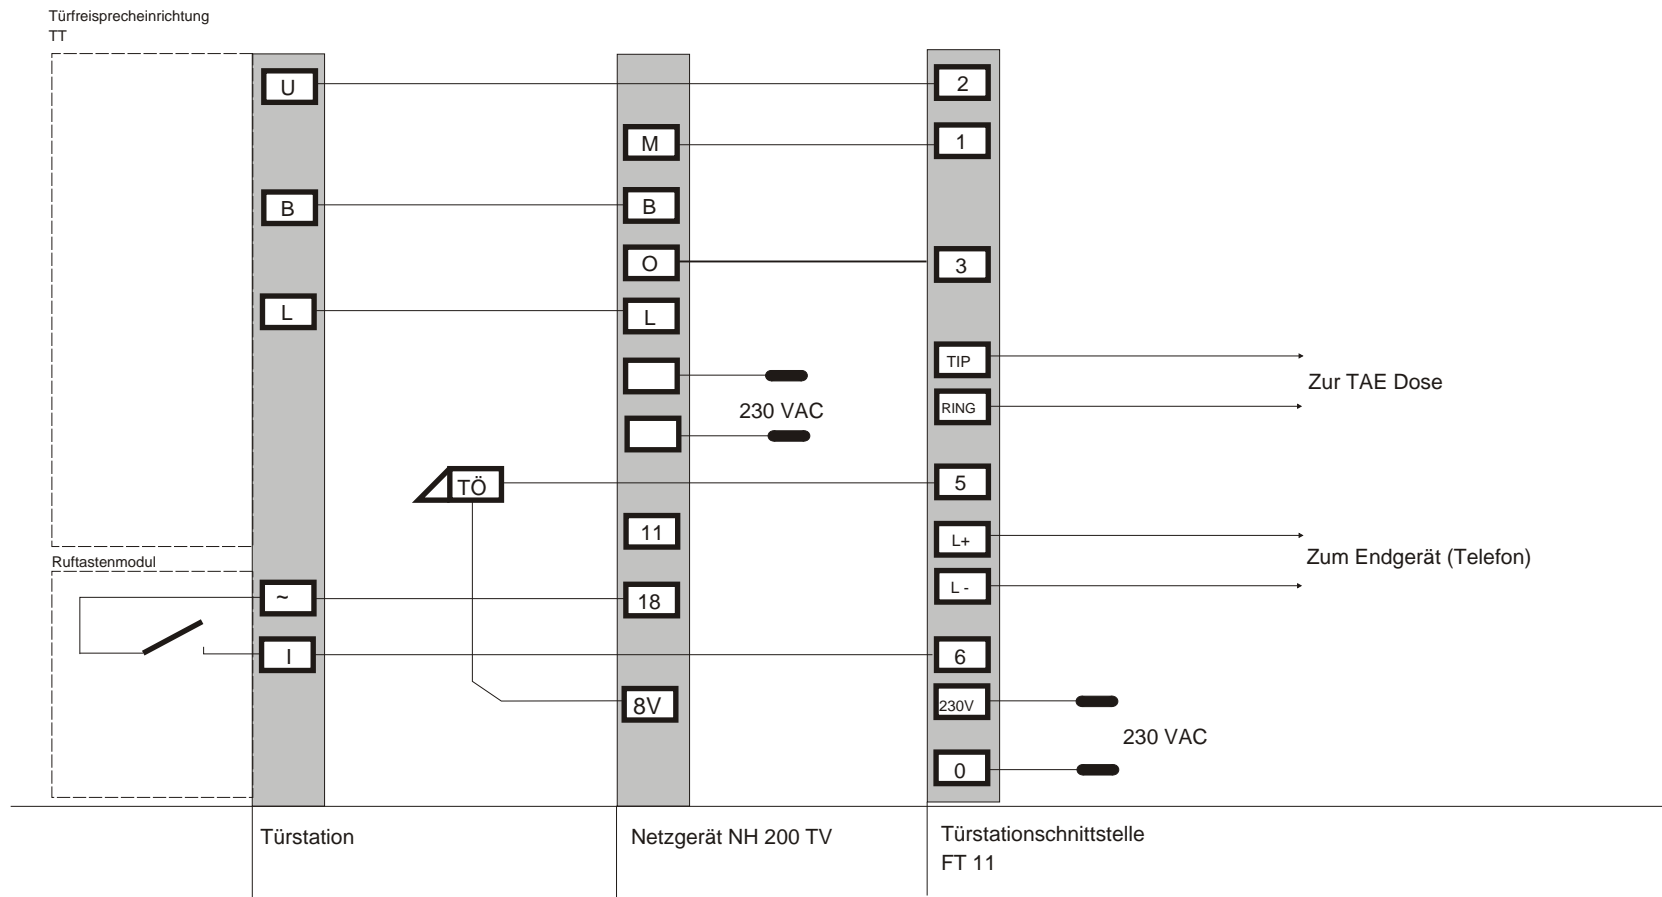 Türfreisprecheinrichtung
TT
U
2
M
1
B
B
O
3
L
L
TIP
Zur TAE Dose
RING
230 VAC
TÖ
5
11
L+
Zum Endgerät (Telefon)
L -
Ruftastenmodul
~
18
I
6
8V
230V
230 VAC
0
Türstation
Netzgerät NH 200 TV
Türstationschnittstelle
FT 11